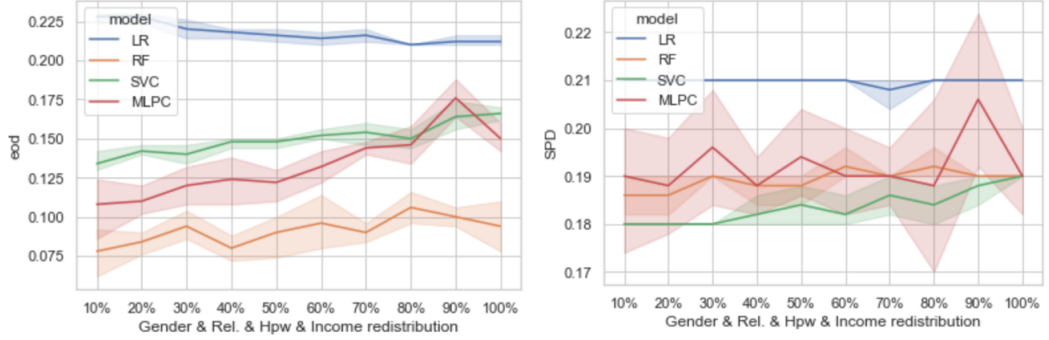 model
LR
RF
SVC
MLPC
0.225
0.200
0.175
0.150
0.125
0.100
0.075
eod
10% 20% 30% 40% 50% 60% 70% 80% 90% 100%
Gender & Rel. & Hpw & Income redistribution
model
LR
RF
SVC
MLPC
0.22
0.21
0.20
0.19
0.18
0.17
SPD
10% 20% 30% 40% 50% 60% 70% 80% 90% 100%
Gender & Rel. & Hpw & Income redistribution